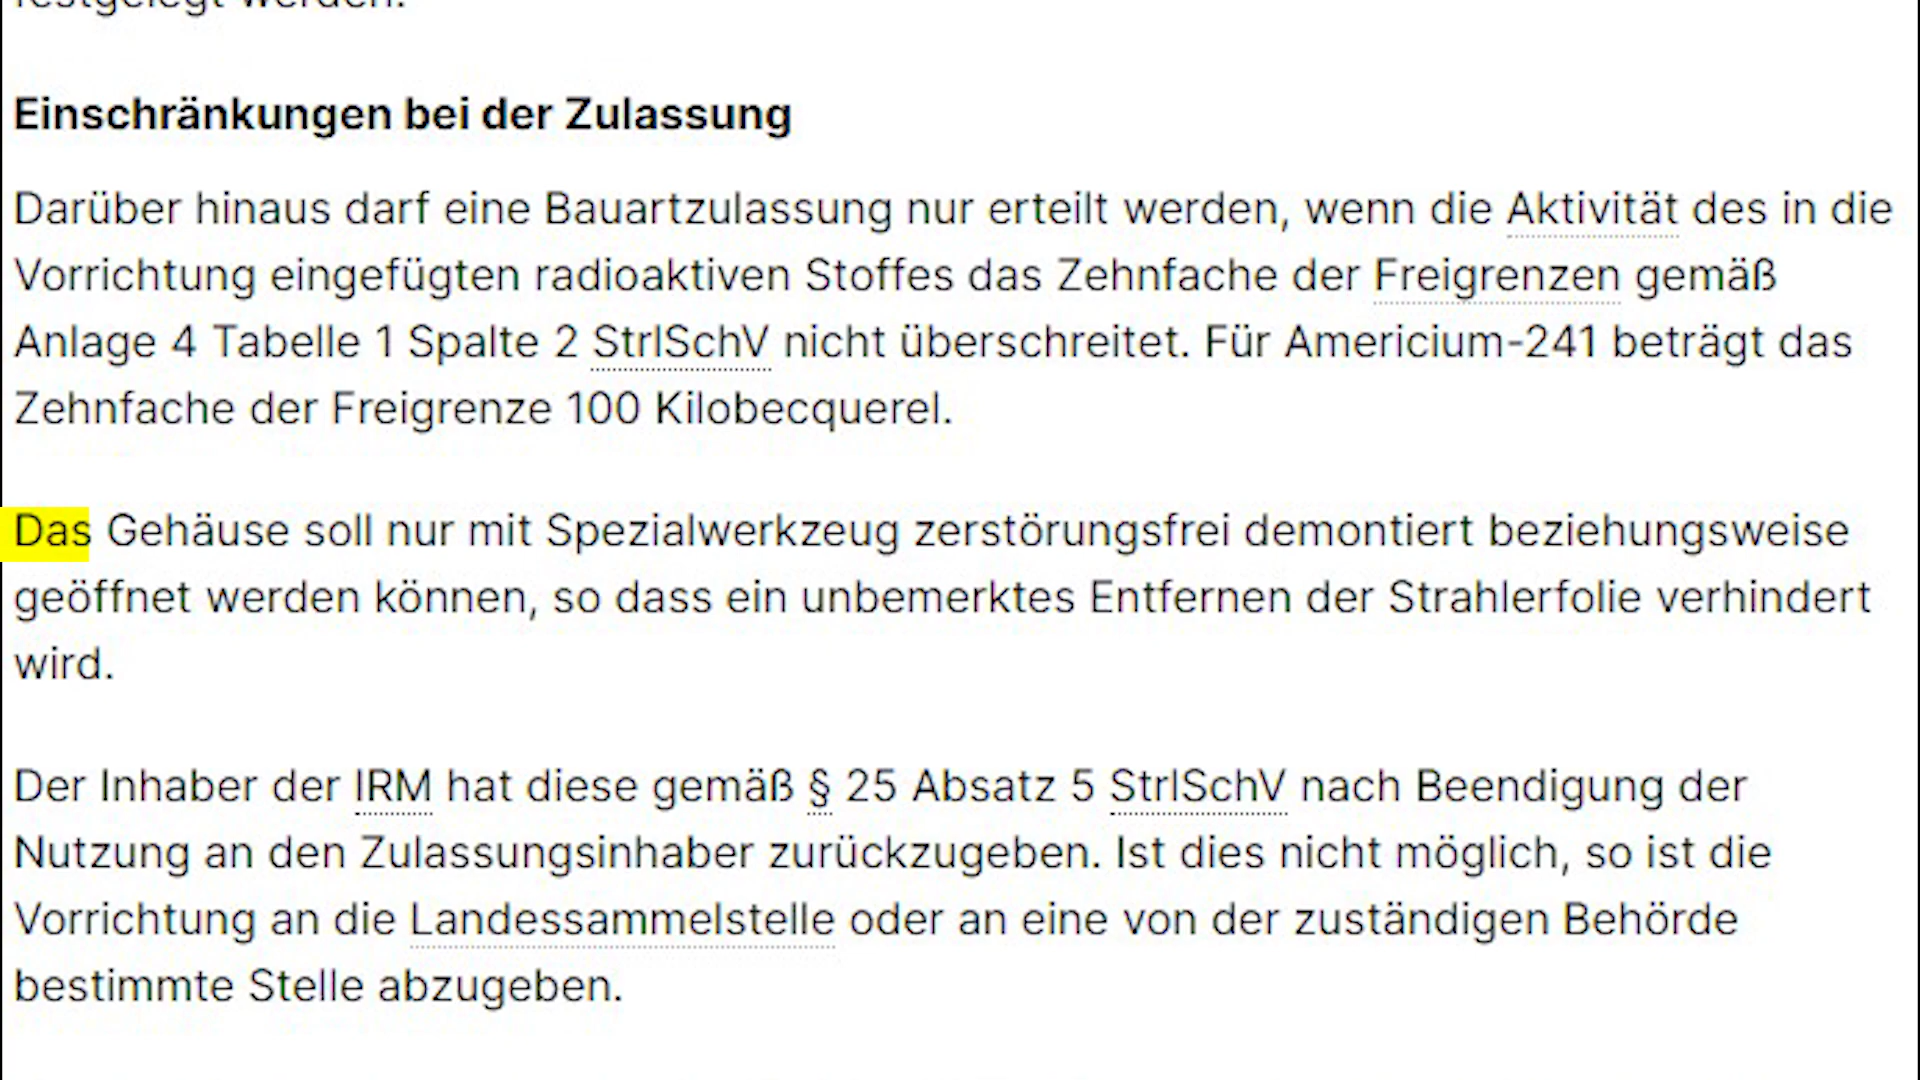 festgelegt werden.
Einschränkungen bei der Zulassung
Darüber hinaus darf eine Bauartzulassung nur erteilt werden, wenn die Aktivität des in die
Vorrichtung eingefügten radioaktiven Stoffes das Zehnfache der Freigrenzen gemäß
Anlage 4 Tabelle 1 Spalte 2 StrlSchV nicht überschreitet. Für Americium-241 beträgt das
Zehnfache der Freigrenze 100 Kilobecquerel.
Das Gehäuse soll nur mit Spezialwerkzeug zerstörungsfrei demontiert beziehungsweise
geöffnet werden können, so dass ein unbemerktes Entfernen der Strahlerfolie verhindert
wird.
Der Inhaber der IRM hat diese gemäß § 25 Absatz 5 StrlSchV nach Beendigung der
Nutzung an den Zulassungsinhaber zurückzugeben. Ist dies nicht möglich, so ist die
Vorrichtung an die Landessammelstelle oder an eine von der zuständigen Behörde
bestimmte Stelle abzugeben.